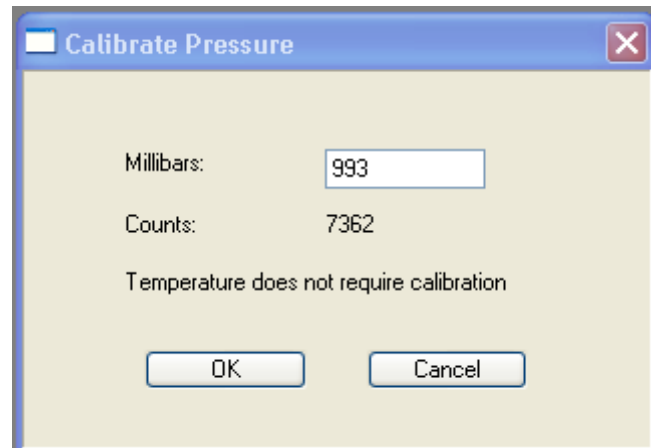 Calibrate Pressure
Millibars: 993
Counts: 7362
Temperature does not require calibration
OK Cancel